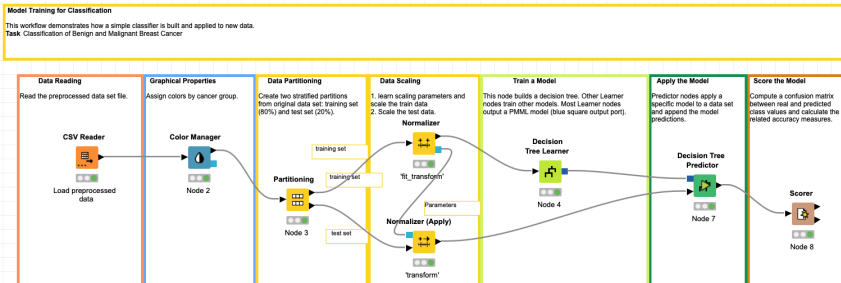 Model Training for Classification
This workflow demonstrates how a simple classifier is built and applied to new data.
Task Classification of Benign and Malignant Breast Cancer
Data Reading
Read the preprocessed data set file.
CSV Reader
Load preprocessed
data
Graphical Properties
Assign colors by cancer group.
Color Manager
Node 2
Data Partitioning
Create two stratified partitions
from original data set: training set
(80%) and test set (20%).
training set
training set
Partitioning
Node 3
test set
Data Scaling
1. learn scaling parameters and
scale the train data
2. Scale the test data.
Normalizer
'fit_transform'
Parameters
Normalizer (Apply)
'transform'
Train a Model
This node builds a decision tree. Other Learner
nodes train other models. Most Learner nodes
output a PMML model (blue square output port).
Decision
Tree Learner
Node 4
Apply the Model
Predictor nodes apply a
specific model to a data set
and append the model
predictions.
Decision Tree
Predictor
Node 7
Score the Model
Compute a confusion matrix
between real and predicted
class values and calculate the
related accuracy measures.
Scorer
Node 8